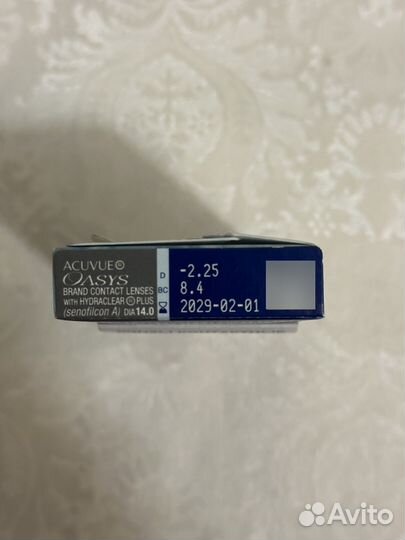 ACUVUE®
OASYS
BRAND CONTACT LENSES
WITH HYDRACLEAR® PLUS
(senofilcon A) DIA 14.0
D -2.25
BC 8.4
2029-02-01
Avito